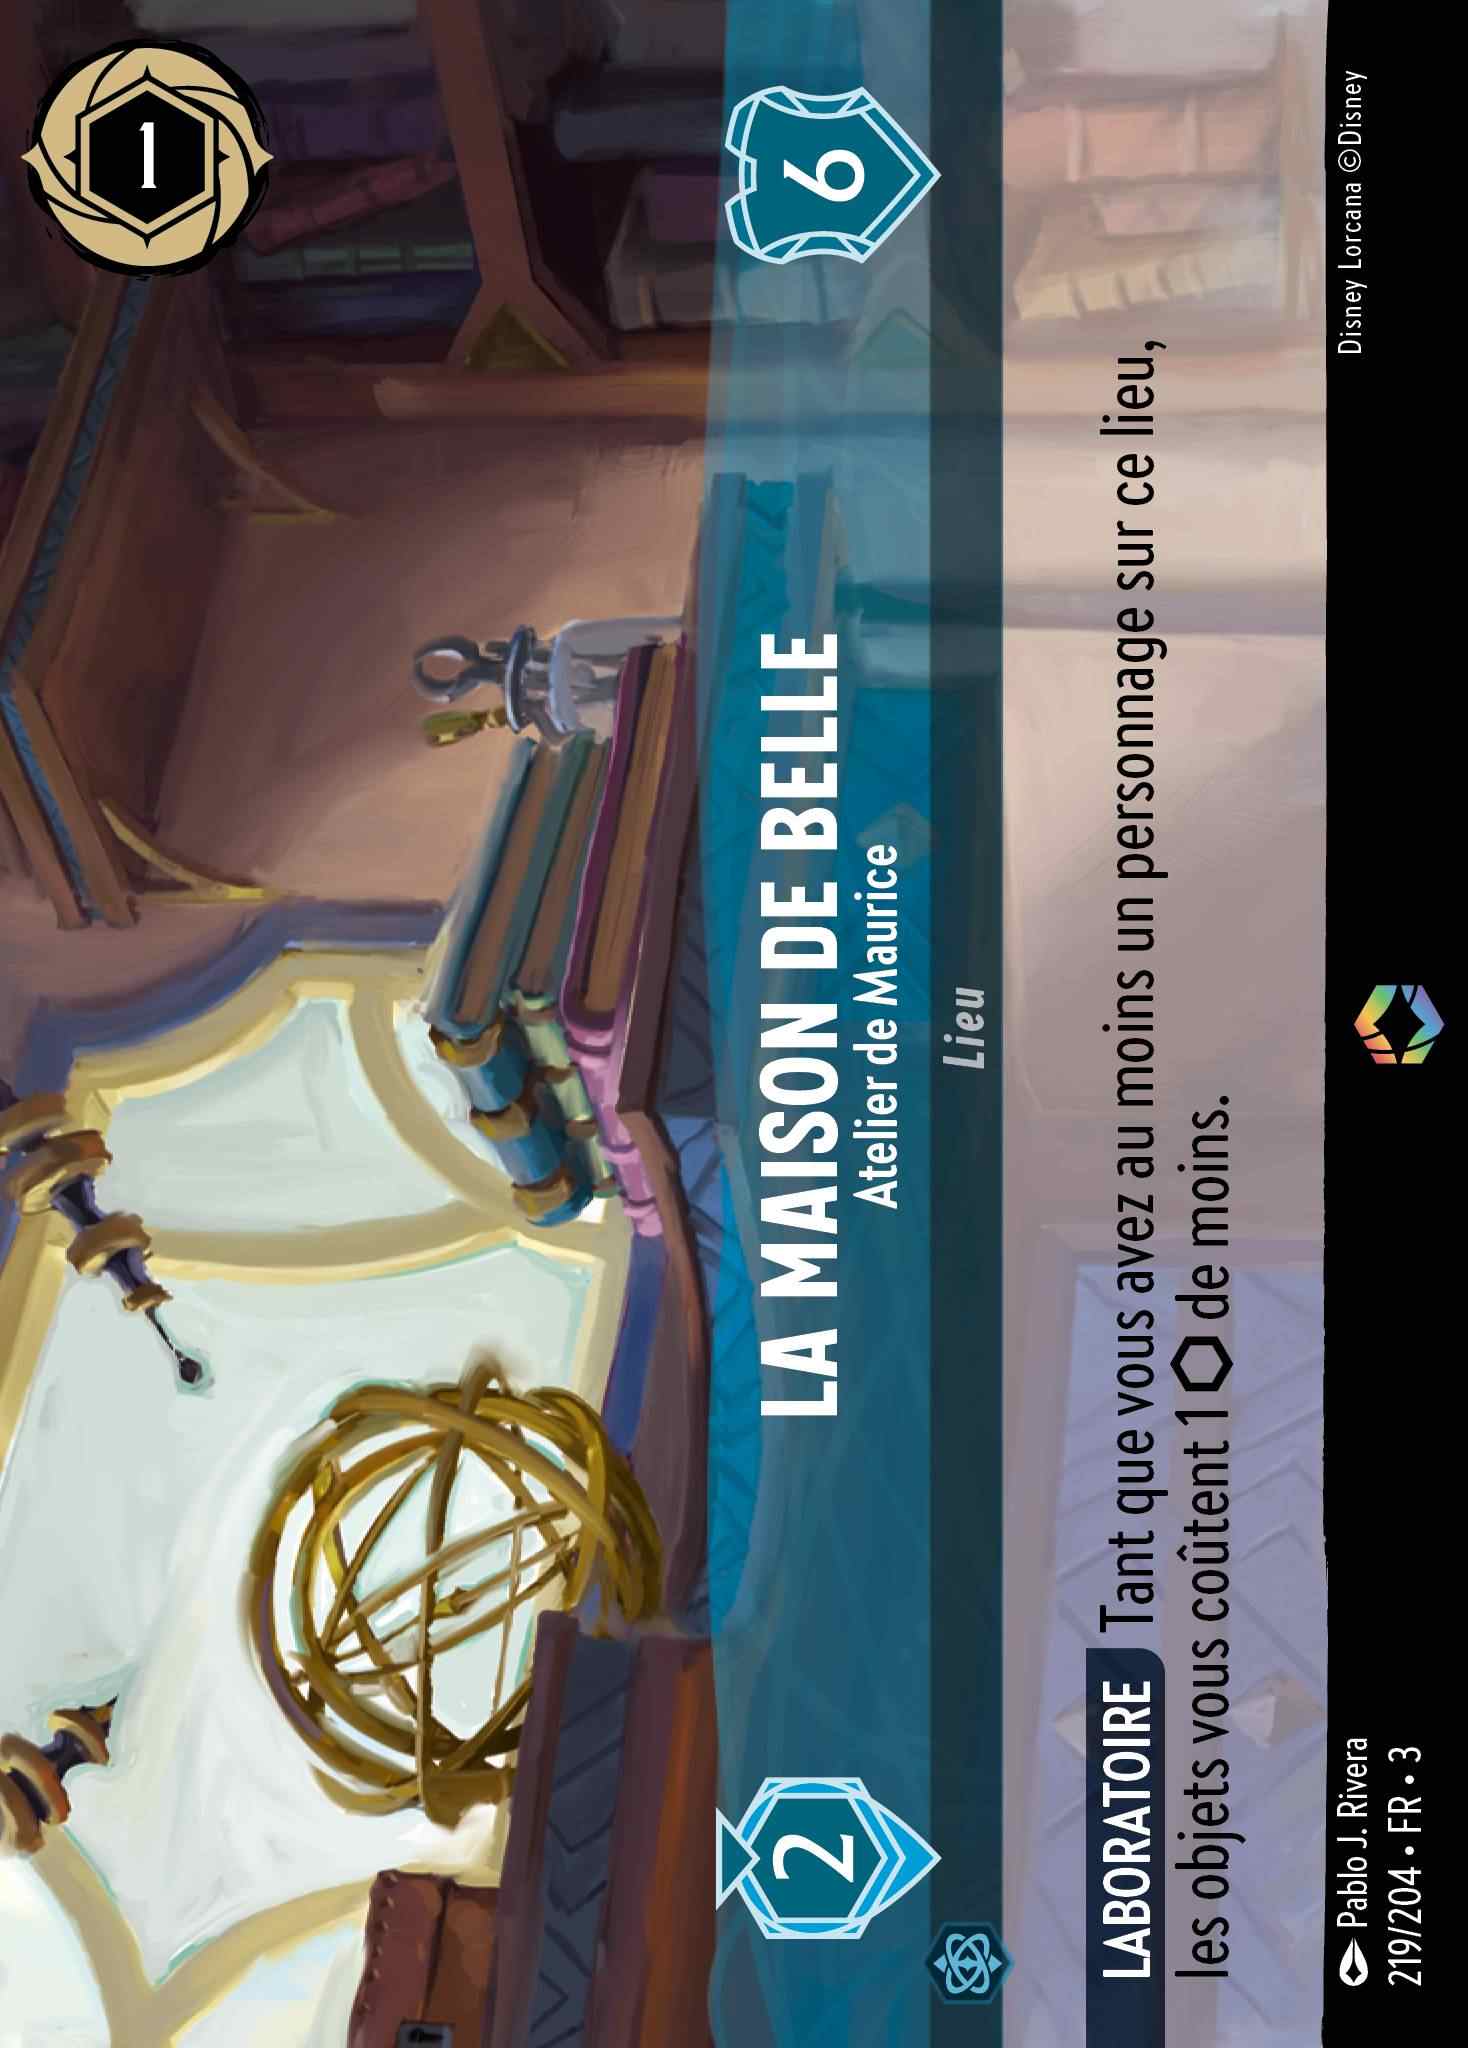 1
2
LA MAISON DE BELLE
Atelier de Maurice
6
Lieu
LABORATOIRE Tant que vous avez au moins un personnage sur ce lieu,
les objets vous coûtent 1 ⬡ de moins.
Pablo J. Rivera
Disney Lorcana ©Disney
219/204 • FR • 3